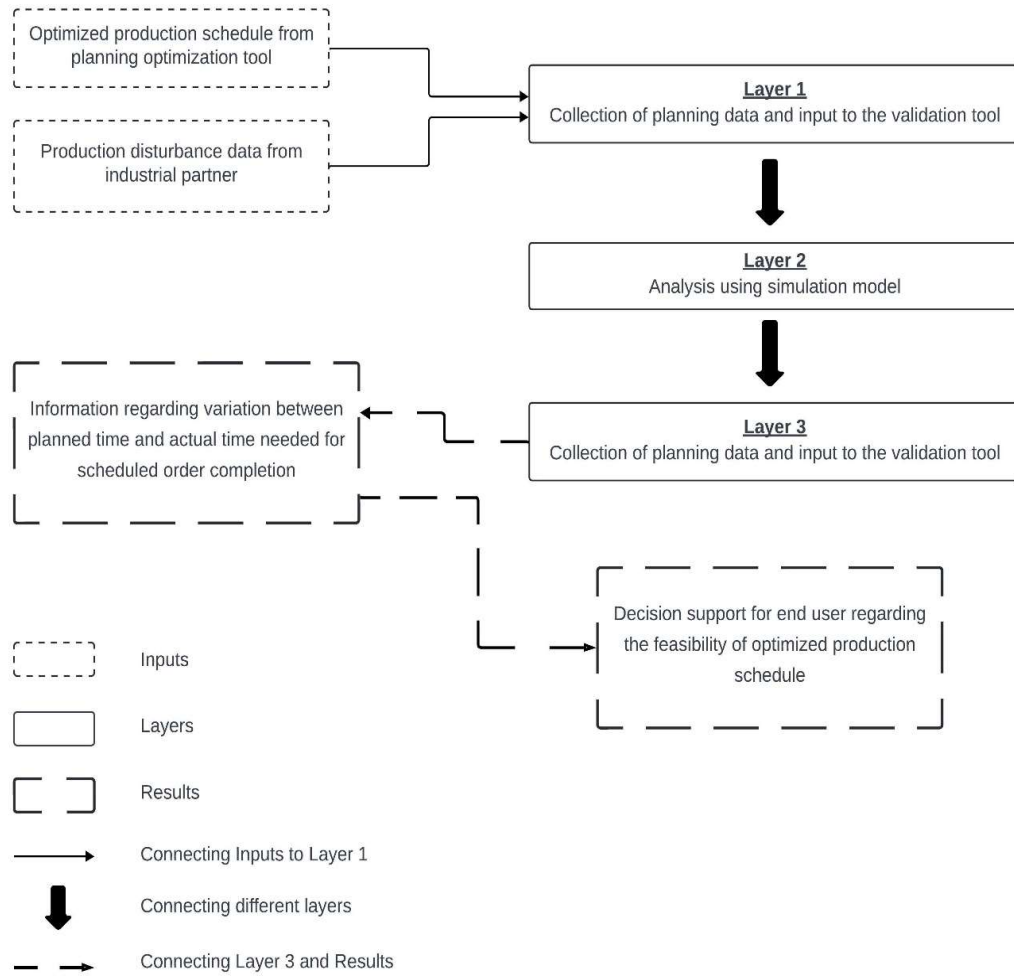 Optimized production schedule from
planning optimization tool
Production disturbance data from
industrial partner
Layer 1
Collection of planning data and input to the validation tool
Layer 2
Analysis using simulation model
Layer 3
Collection of planning data and input to the validation tool
Information regarding variation between
planned time and actual time needed for
scheduled order completion
Decision support for end user regarding
the feasibility of optimized production
schedule
Inputs
Layers
Results
Connecting Inputs to Layer 1
Connecting different layers
Connecting Layer 3 and Results